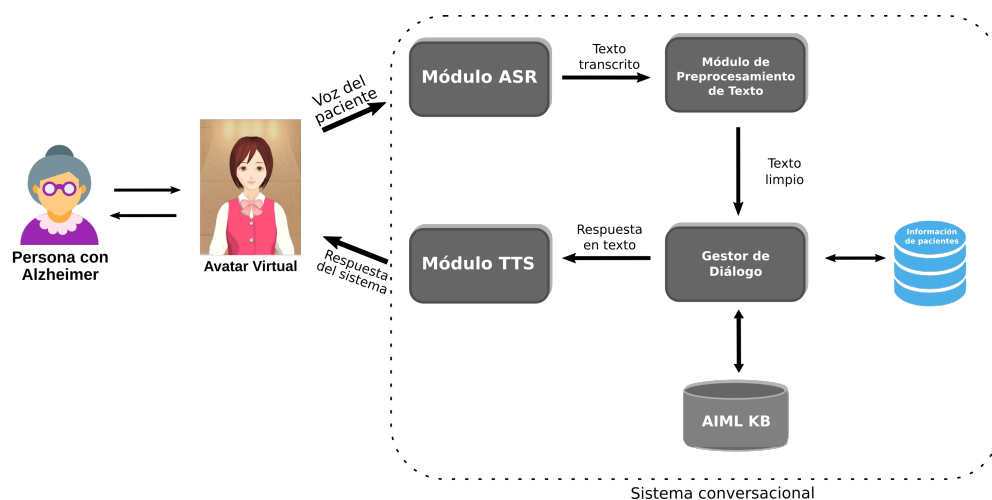 Persona con
Alzheimer
Avatar Virtual
Voz del
paciente
Módulo ASR
Texto
transcrito
Módulo de
Preprocesamiento
de Texto
Texto
limpio
Gestor de
Diálogo
Información
de pacientes
AIML KB
Respuesta
en texto
Módulo TTS
Respuesta
del sistema
Sistema conversacional